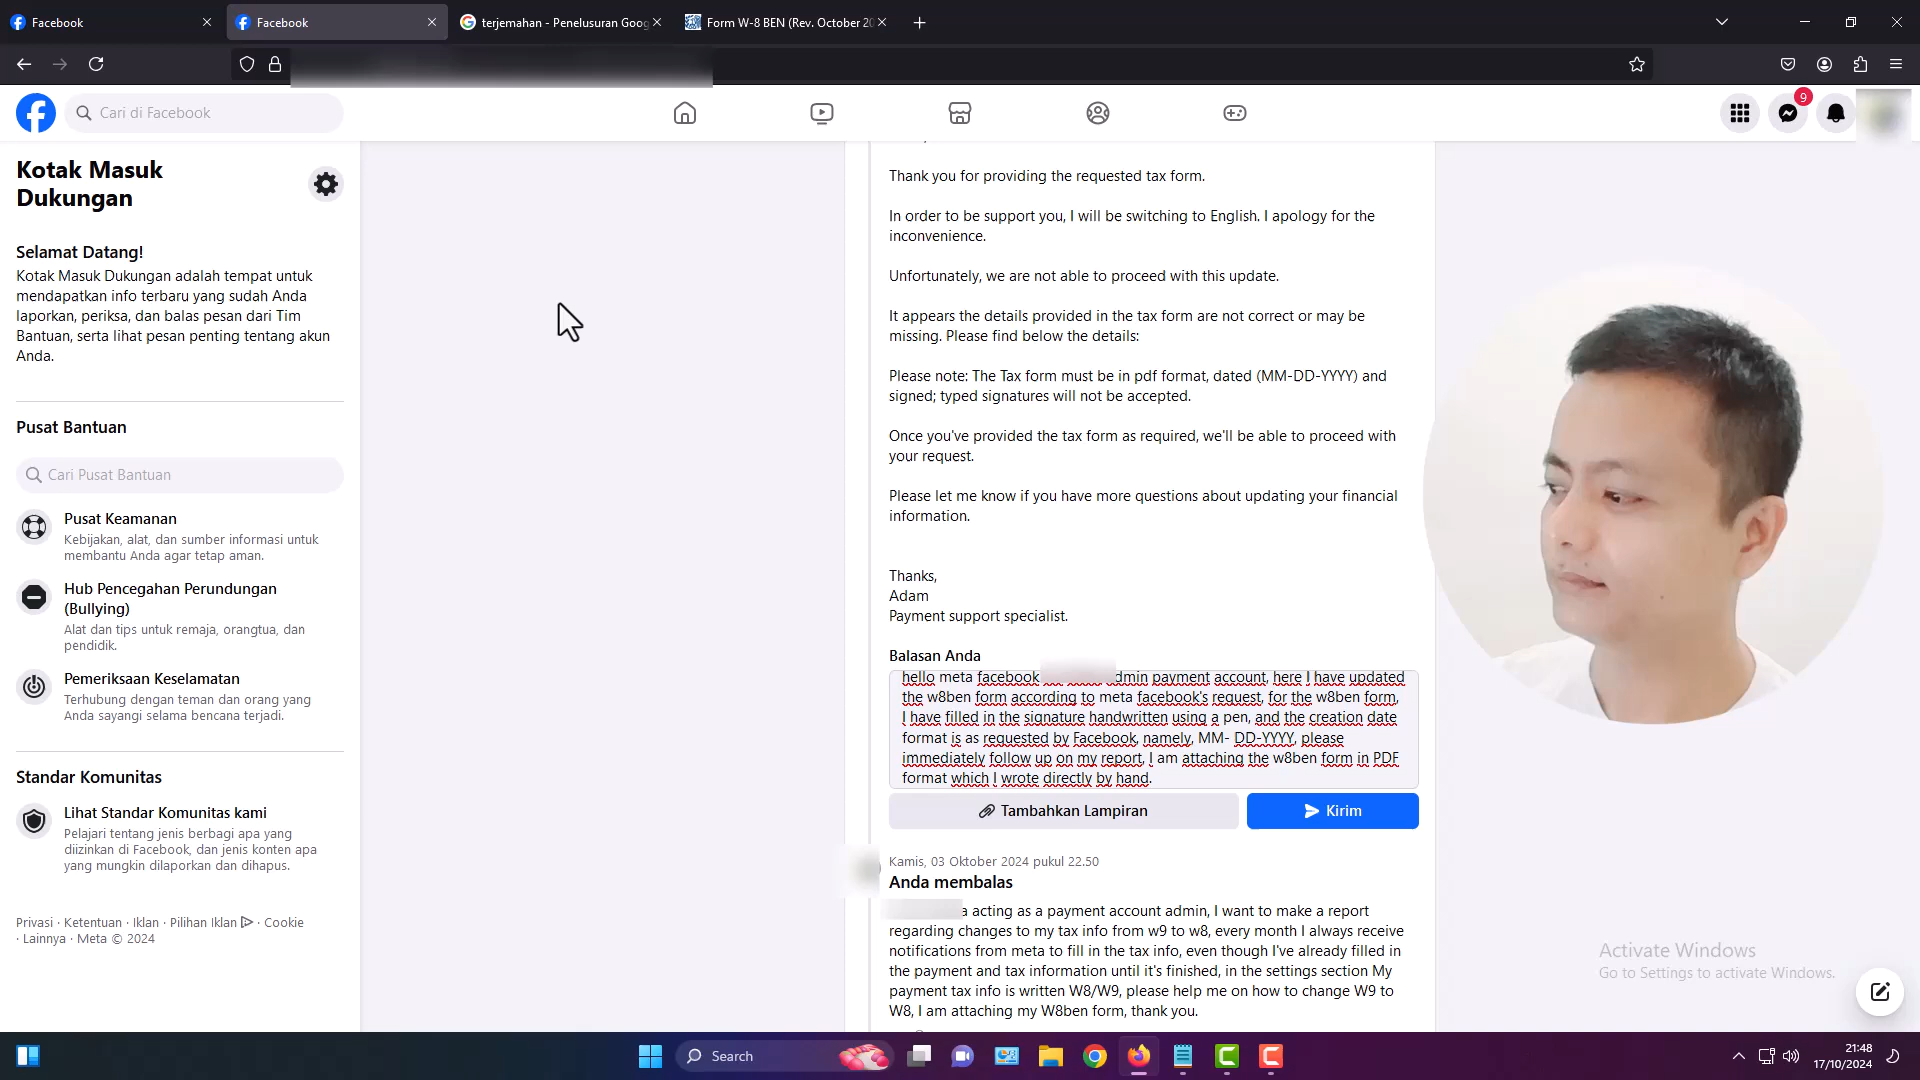 Facebook
Facebook
terjemahan - Penelusuran Goog
Form W-8 BEN (Rev. October 20
Cari di Facebook
9
Kotak Masuk
Dukungan
Selamat Datang!
Kotak Masuk Dukungan adalah tempat untuk
mendapatkan info terbaru yang sudah Anda
laporkan, periksa, dan balas pesan dari Tim
Bantuan, serta lihat pesan penting tentang akun
Anda.
Pusat Bantuan
Cari Pusat Bantuan
Pusat Keamanan
Kebijakan, alat, dan sumber informasi untuk
membantu Anda agar tetap aman.
Hub Pencegahan Perundungan
(Bullying)
Alat dan tips untuk remaja, orangtua, dan
pendidik.
Pemeriksaan Keselamatan
Terhubung dengan teman dan orang yang
Anda sayangi selama bencana terjadi.
Standar Komunitas
Lihat Standar Komunitas kami
Pelajari tentang jenis berbagi apa yang
diizinkan di Facebook, dan jenis konten apa
yang mungkin dilaporkan dan dihapus.
Privasi · Ketentuan · Iklan · Pilihan Iklan · Cookie
· Lainnya · Meta © 2024
Thank you for providing the requested tax form.
In order to be support you, I will be switching to English. I apology for the
inconvenience.
Unfortunately, we are not able to proceed with this update.
It appears the details provided in the tax form are not correct or may be
missing. Please find below the details:
Please note: The Tax form must be in pdf format, dated (MM-DD-YYYY) and
signed; typed signatures will not be accepted.
Once you've provided the tax form as required, we'll be able to proceed with
your request.
Please let me know if you have more questions about updating your financial
information.
Thanks,
Adam
Payment support specialist.
Balasan Anda
hello meta facebook dmin payment account, here I have updated
the w8ben form according to meta facebook's request, for the w8ben form,
I have filled in the signature handwritten using a pen, and the creation date
format is as requested by Facebook, namely, MM- DD-YYYY, please
immediately follow up on my report, I am attaching the w8ben form in PDF
format which I wrote directly by hand.
Tambahkan Lampiran
Kirim
Kamis, 03 Oktober 2024 pukul 22.50
Anda membalas
a acting as a payment account admin, I want to make a report
regarding changes to my tax info from w9 to w8, every month I always receive
notifications from meta to fill in the tax info, even though I've already filled in
the payment and tax information until it's finished, in the settings section My
payment tax info is written W8/W9, please help me on how to change W9 to
W8, I am attaching my W8ben form, thank you.
Activate Windows
Go to Settings to activate Windows.
Search
21:48
17/10/2024